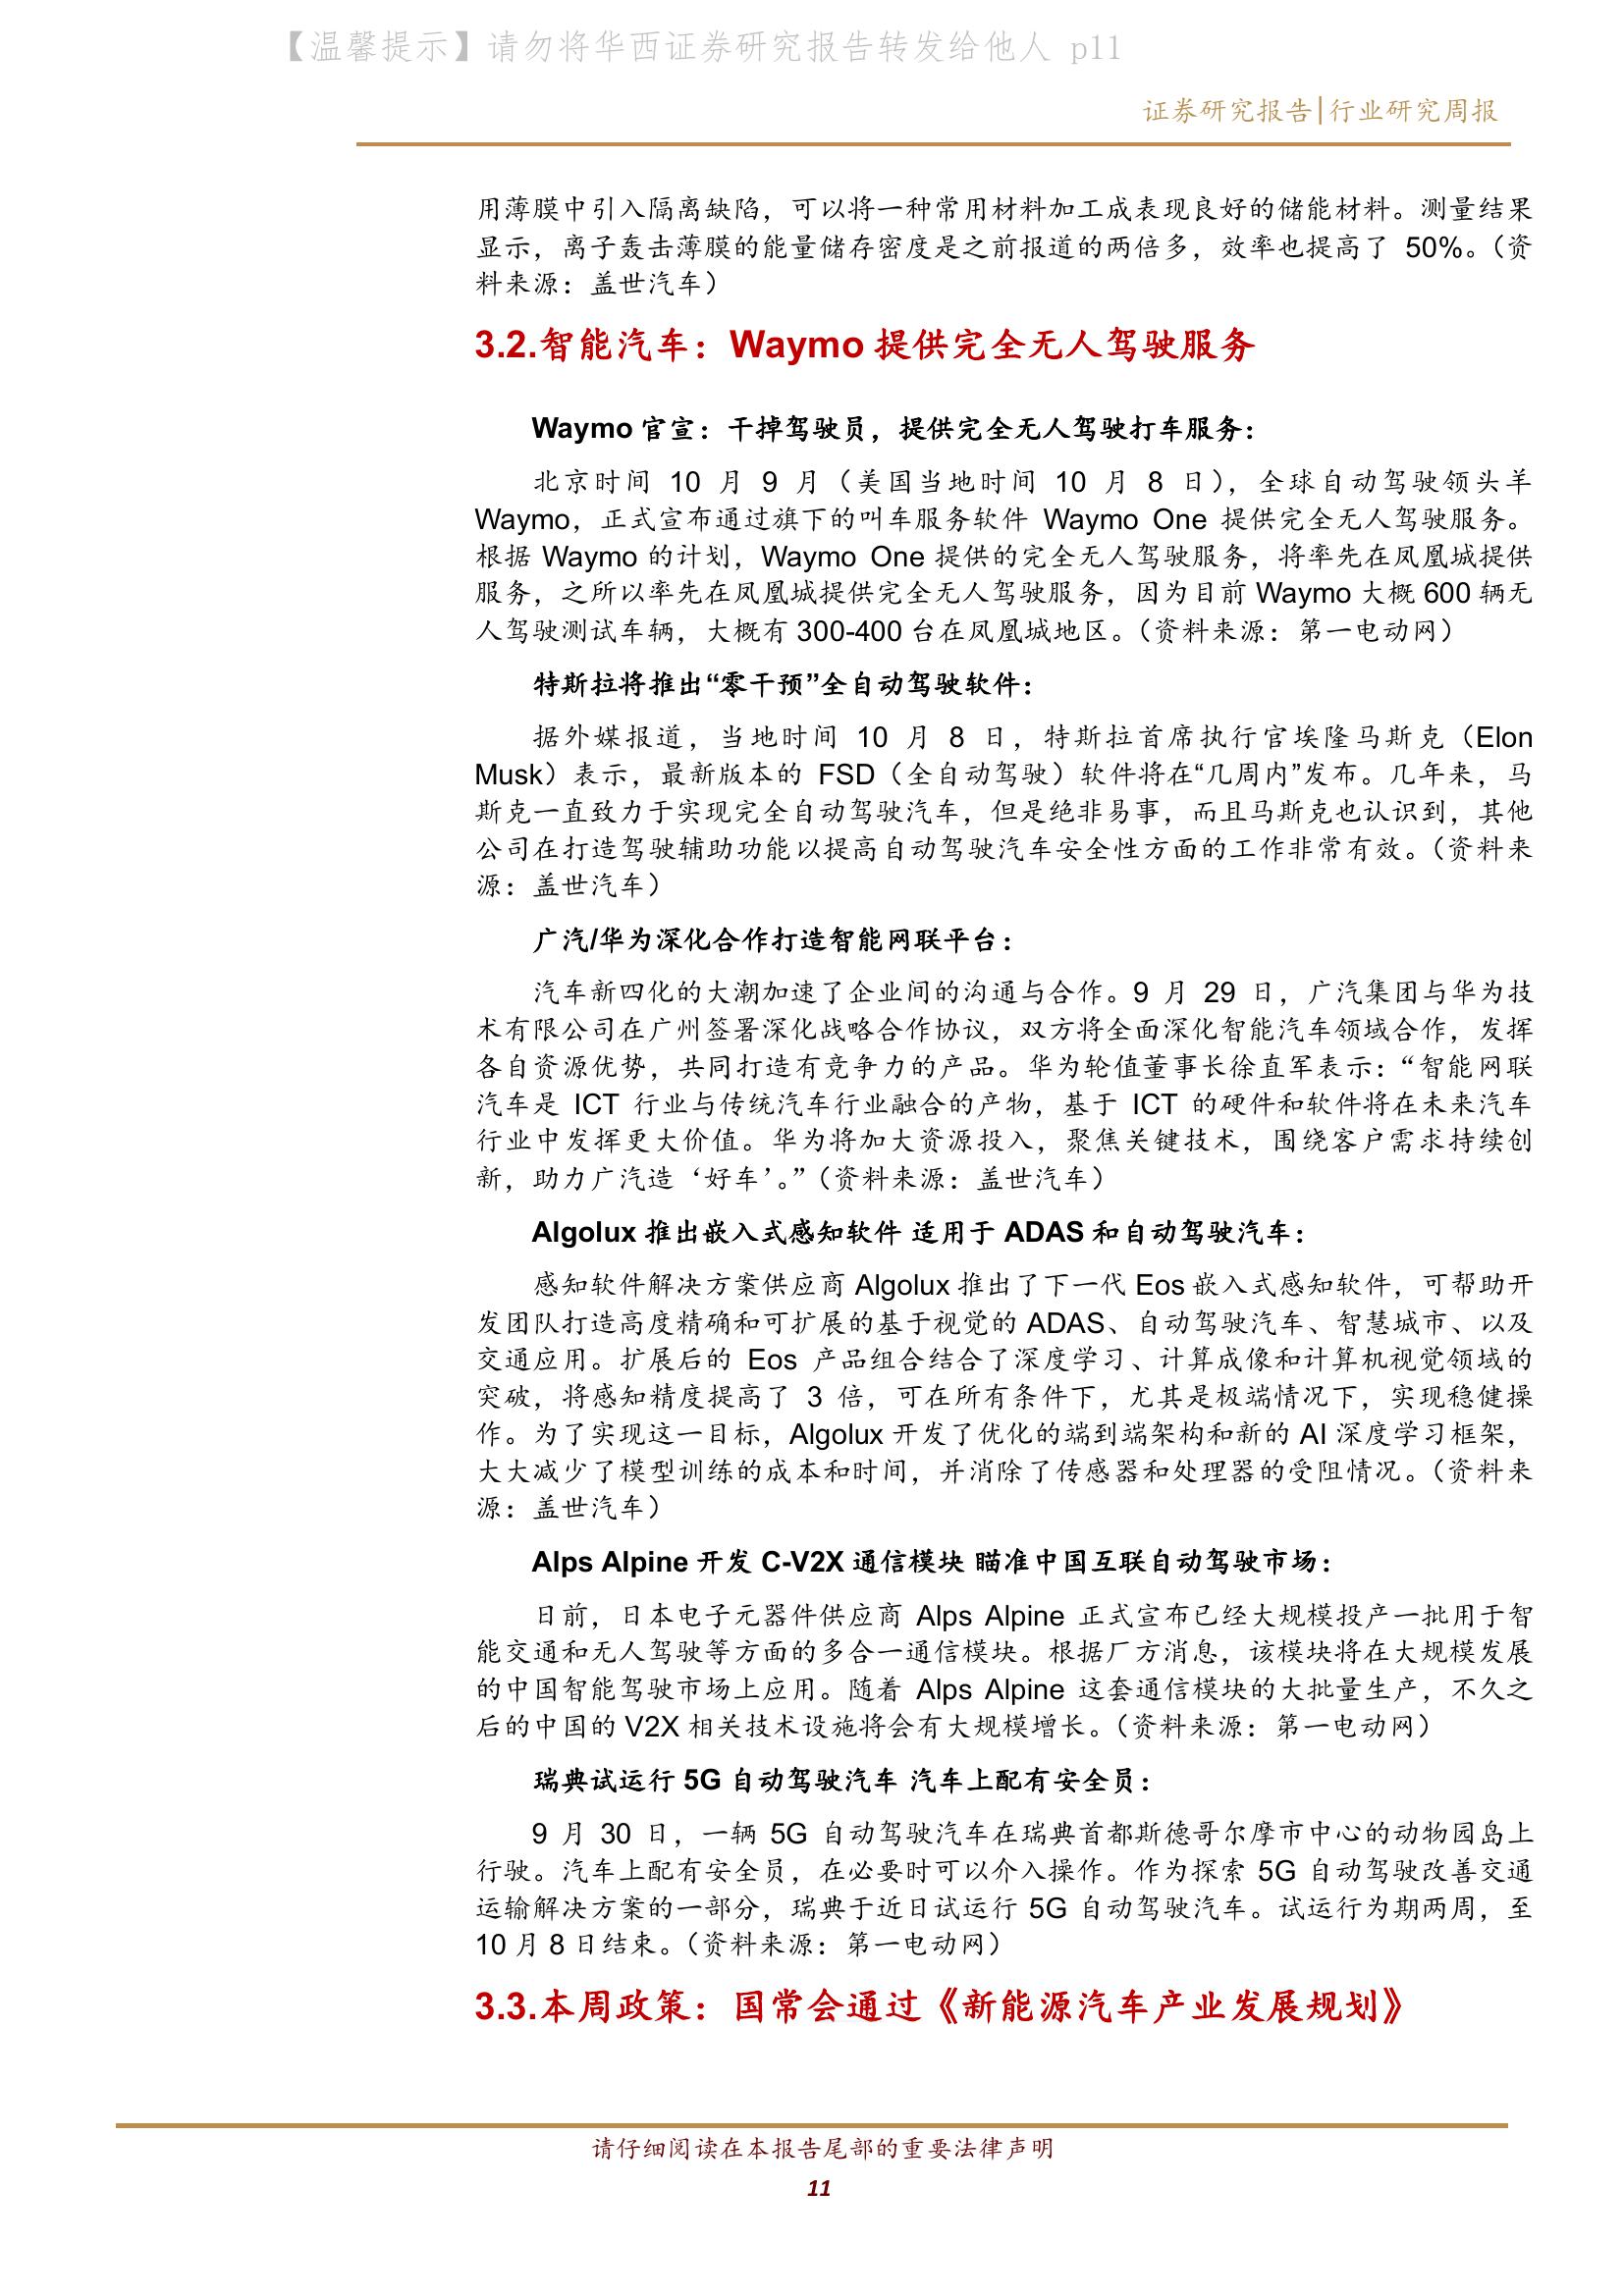 【温馨提示】请勿将华西证券研究报告转发给他人 p11
证券研究报告|行业研究周报
用薄膜中引入隔离缺陷，可以将一种常用材料加工成表现良好的储能材料。测量结果
显示，离子轰击薄膜的能量储存密度是之前报道的两倍多，效率也提高了 50%。（资
料来源：盖世汽车）
3.2.智能汽车：Waymo 提供完全无人驾驶服务
Waymo 官宣：干掉驾驶员，提供完全无人驾驶打车服务：
北京时间 10 月 9 月（美国当地时间 10 月 8 日），全球自动驾驶领头羊
Waymo，正式宣布通过旗下的叫车服务软件 Waymo One 提供完全无人驾驶服务。
根据 Waymo 的计划，Waymo One 提供的完全无人驾驶服务，将率先在凤凰城提供
服务，之所以率先在凤凰城提供完全无人驾驶服务，因为目前 Waymo 大概 600 辆无
人驾驶测试车辆，大概有 300-400 台在凤凰城地区。（资料来源：第一电动网）
特斯拉将推出“零干预”全自动驾驶软件：
据外媒报道，当地时间 10 月 8 日，特斯拉首席执行官埃隆马斯克（Elon
Musk）表示，最新版本的 FSD（全自动驾驶）软件将在“几周内”发布。几年来，马
斯克一直致力于实现完全自动驾驶汽车，但是绝非易事，而且马斯克也认识到，其他
公司在打造驾驶辅助功能以提高自动驾驶汽车安全性方面的工作非常有效。（资料来
源：盖世汽车）
广汽/华为深化合作打造智能网联平台：
汽车新四化的大潮加速了企业间的沟通与合作。9 月 29 日，广汽集团与华为技
术有限公司在广州签署深化战略合作协议，双方将全面深化智能汽车领域合作，发挥
各自资源优势，共同打造有竞争力的产品。华为轮值董事长徐直军表示：“智能网联
汽车是 ICT 行业与传统汽车行业融合的产物，基于 ICT 的硬件和软件将在未来汽车
行业中发挥更大价值。华为将加大资源投入，聚焦关键技术，围绕客户需求持续创
新，助力广汽造‘好车’。”（资料来源：盖世汽车）
Algolux 推出嵌入式感知软件 适用于 ADAS 和自动驾驶汽车：
感知软件解决方案供应商 Algolux 推出了下一代 Eos 嵌入式感知软件，可帮助开
发团队打造高度精确和可扩展的基于视觉的 ADAS、自动驾驶汽车、智慧城市、以及
交通应用。扩展后的 Eos 产品组合结合了深度学习、计算成像和计算机视觉领域的
突破，将感知精度提高了 3 倍，可在所有条件下，尤其是极端情况下，实现稳健操
作。为了实现这一目标，Algolux 开发了优化的端到端架构和新的 AI 深度学习框架，
大大减少了模型训练的成本和时间，并消除了传感器和处理器的受阻情况。（资料来
源：盖世汽车）
Alps Alpine 开发 C-V2X 通信模块 瞄准中国互联自动驾驶市场：
日前，日本电子元器件供应商 Alps Alpine 正式宣布已经大规模投产一批用于智
能交通和无人驾驶等方面的多合一通信模块。根据厂方消息，该模块将在大规模发展
的中国智能驾驶市场上应用。随着 Alps Alpine 这套通信模块的大批量生产，不久之
后的中国的 V2X 相关技术设施将会有大规模增长。（资料来源：第一电动网）
瑞典试运行 5G 自动驾驶汽车 汽车上配有安全员：
9 月 30 日，一辆 5G 自动驾驶汽车在瑞典首都斯德哥尔摩市中心的动物园岛上
行驶。汽车上配有安全员，在必要时可以介入操作。作为探索 5G 自动驾驶改善交通
运输解决方案的一部分，瑞典于近日试运行 5G 自动驾驶汽车。试运行为期两周，至
10 月 8 日结束。（资料来源：第一电动网）
3.3.本周政策：国常会通过《新能源汽车产业发展规划》
请仔细阅读在本报告尾部的重要法律声明
11